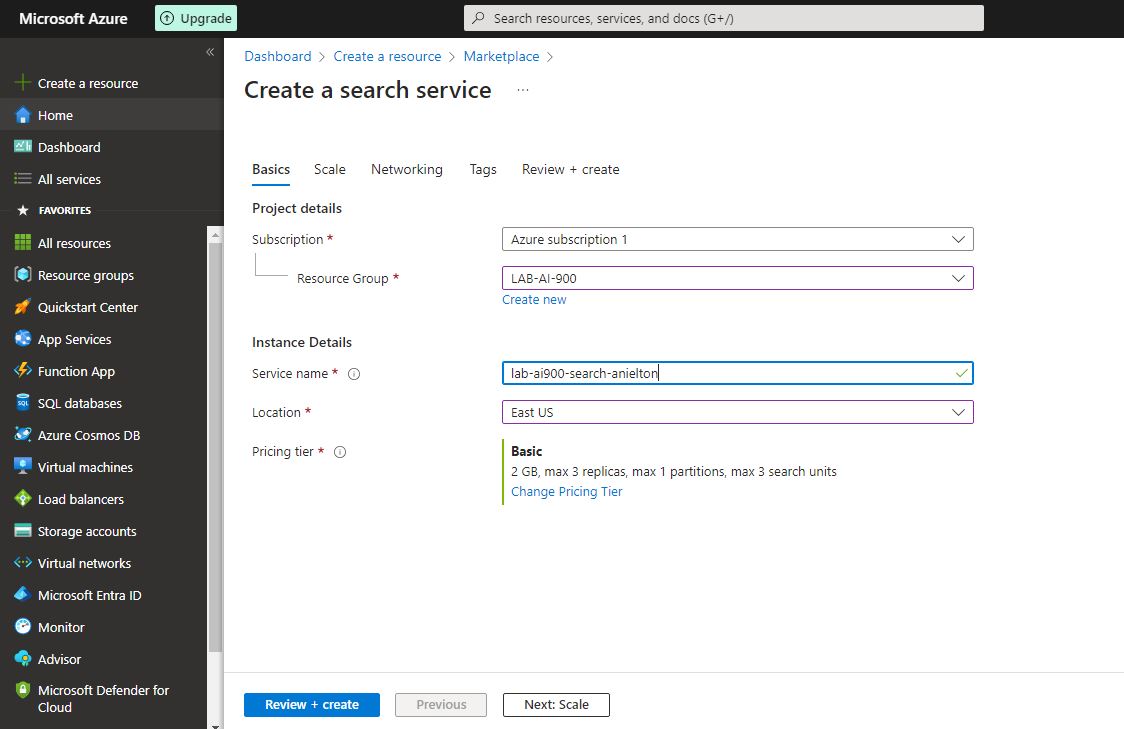 Microsoft Azure
Upgrade
Search resources, services, and docs (G+/)
«
Create a resource
Home
Dashboard
All services
FAVORITES
All resources
Resource groups
Quickstart Center
App Services
Function App
SQL databases
Azure Cosmos DB
Virtual machines
Load balancers
Storage accounts
Virtual networks
Microsoft Entra ID
Monitor
Advisor
Microsoft Defender for
Cloud
Dashboard > Create a resource > Marketplace >
Create a search service ...
Basics Scale Networking Tags Review + create
Project details
Subscription * Azure subscription 1
Resource Group * LAB-AI-900
Create new
Instance Details
Service name * lab-ai900-search-anielton
Location * East US
Pricing tier * Basic
2 GB, max 3 replicas, max 1 partitions, max 3 search units
Change Pricing Tier
Review + create Previous Next: Scale